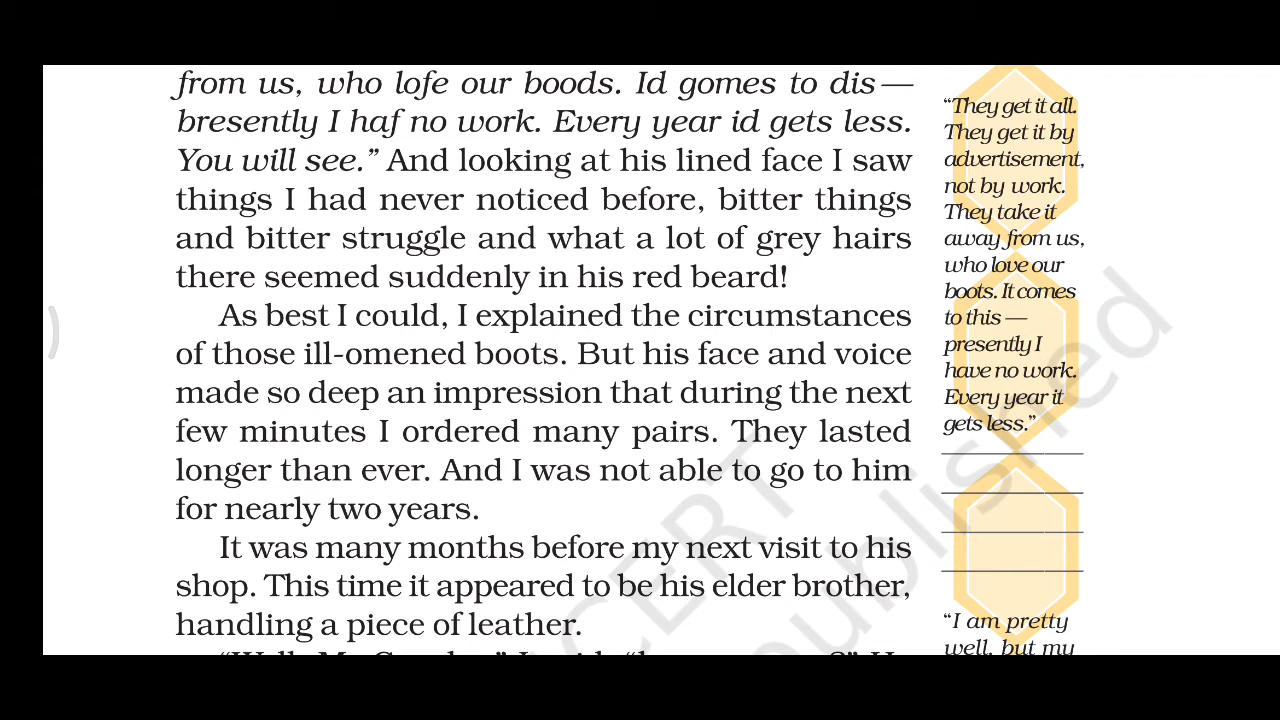 from us, who lofe our boods. Id gomes to dis —
bresently I haf no work. Every year id gets less.
You will see.” And looking at his lined face I saw
things I had never noticed before, bitter things
and bitter struggle and what a lot of grey hairs
there seemed suddenly in his red beard!
As best I could, I explained the circumstances
of those ill-omened boots. But his face and voice
made so deep an impression that during the next
few minutes I ordered many pairs. They lasted
longer than ever. And I was not able to go to him
for nearly two years.
It was many months before my next visit to his
shop. This time it appeared to be his elder brother,
handling a piece of leather.
“They get it all.
They get it by
advertisement,
not by work.
They take it
away from us,
who love our
boots. It comes
to this —
presently I
have no work.
Every year it
gets less.”
“I am pretty
well, but my